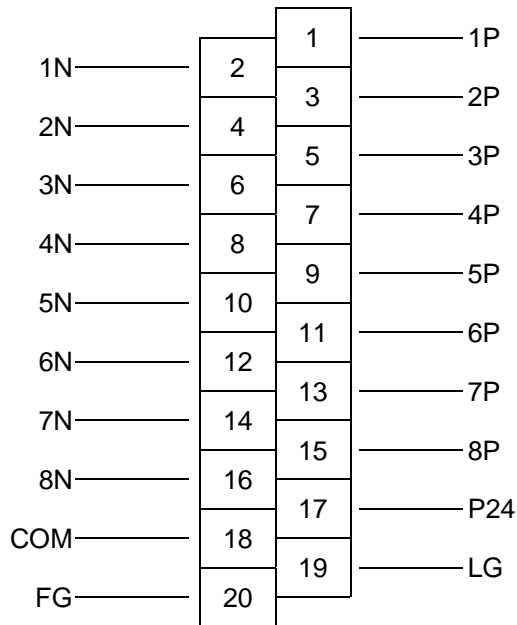 1 1P
1N 2
3 2P
2N 4
5 3P
3N 6
7 4P
4N 8
9 5P
5N 10
11 6P
6N 12
13 7P
7N 14
15 8P
8N 16
17 P24
COM 18
19 LG
FG 20